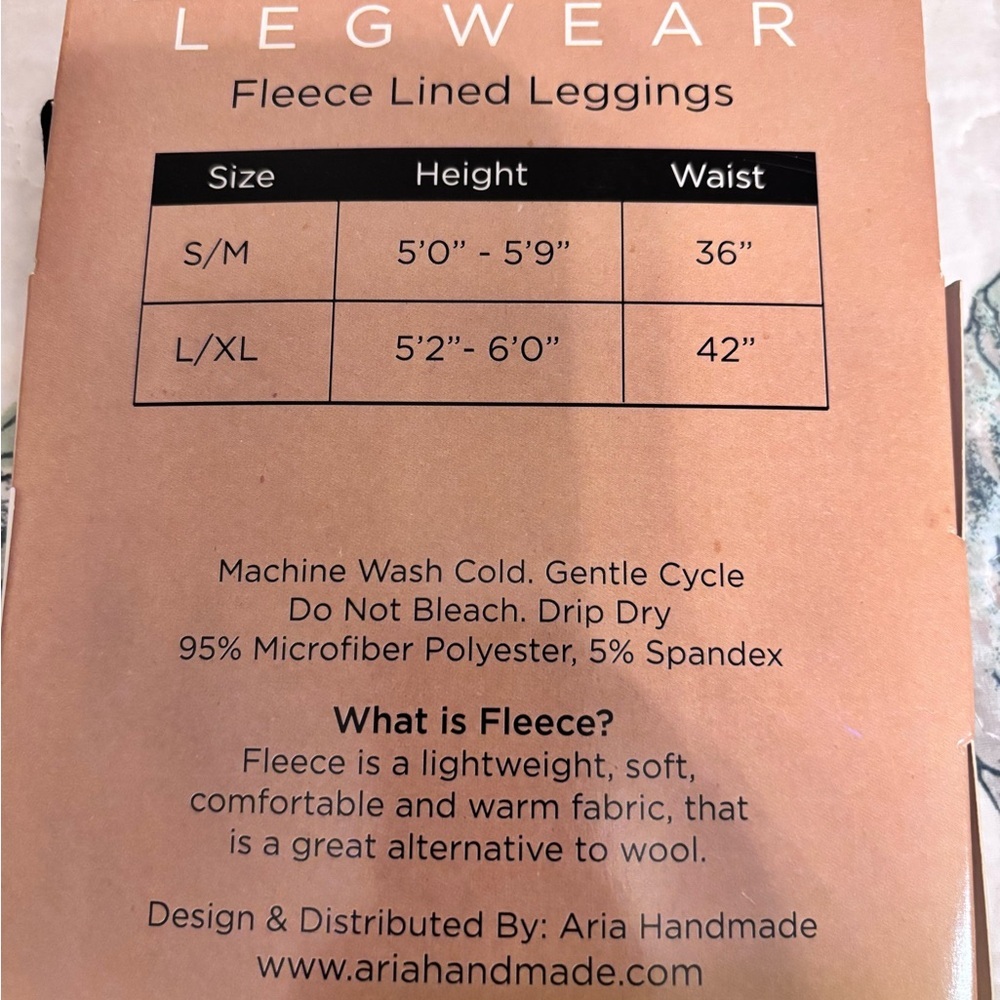 LEGWEAR
Fleece Lined Leggings
Size Height Waist
S/M 5'0” - 5'9” 36”
L/XL 5'2”- 6'0” 42”
Machine Wash Cold. Gentle Cycle
Do Not Bleach. Drip Dry
95% Microfiber Polyester, 5% Spandex
What is Fleece?
Fleece is a lightweight, soft,
comfortable and warm fabric, that
is a great alternative to wool.
Design & Distributed By: Aria Handmade
www.ariahandmade.com